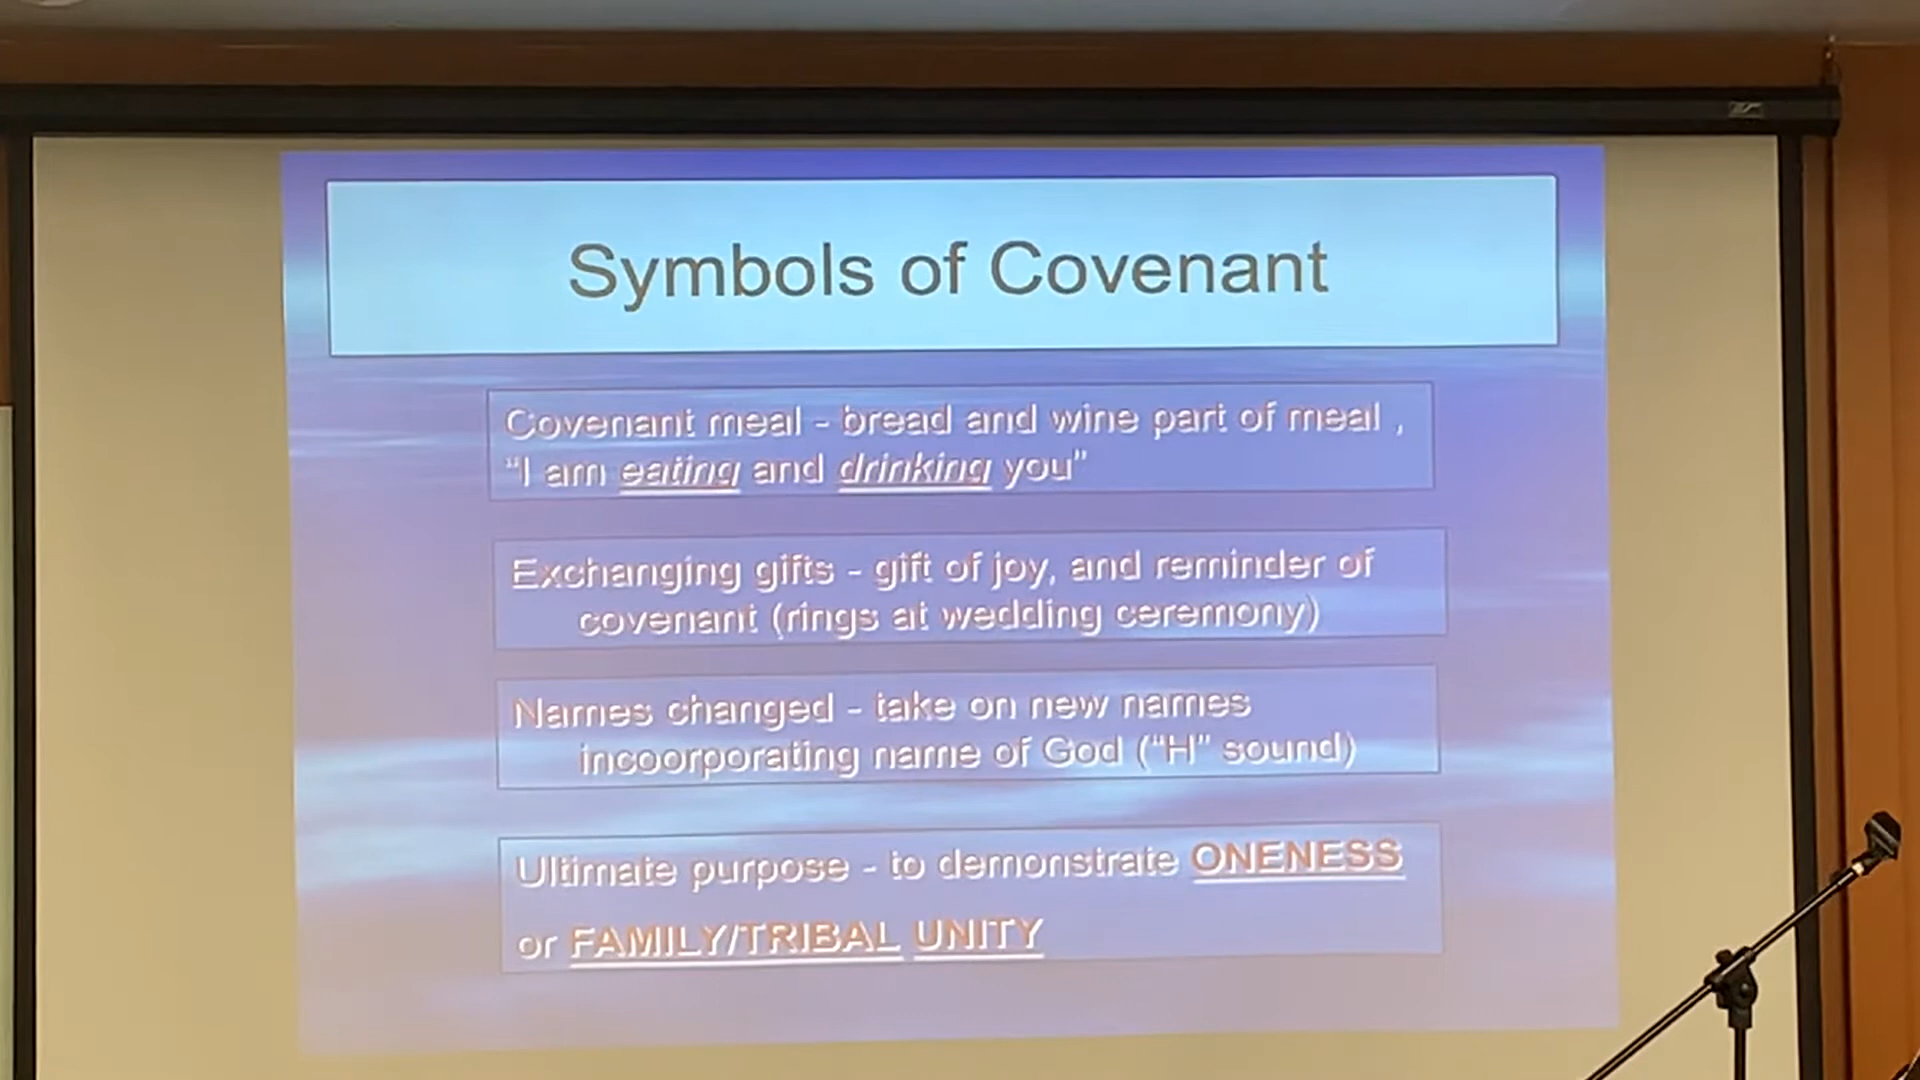 Symbols of Covenant
Covenant meal - bread and wine part of meal ,
“I am eating and drinking you”
Exchanging gifts - gift of joy, and reminder of
covenant (rings at wedding ceremony)
Names changed - take on new names
incoorporating name of God (“H” sound)
Ultimate purpose - to demonstrate ONENESS
or FAMILY/TRIBAL UNITY